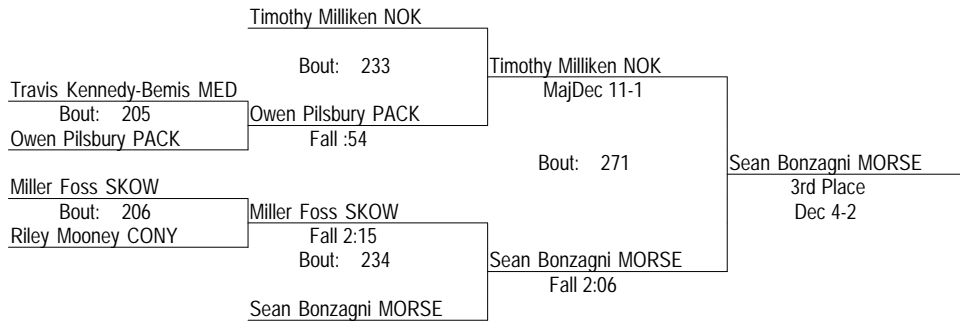 Timothy Milliken NOK
Bout: 233
Timothy Milliken NOK
Travis Kennedy-Bemis MED
MajDec 11-1
Bout: 205
Owen Pilsbury PACK
Owen Pilsbury PACK
Fall :54
Bout: 271
Sean Bonzagni MORSE
Miller Foss SKOW
3rd Place
Bout: 206
Miller Foss SKOW
Dec 4-2
Riley Mooney CONY
Fall 2:15
Bout: 234
Sean Bonzagni MORSE
Fall 2:06
Sean Bonzagni MORSE